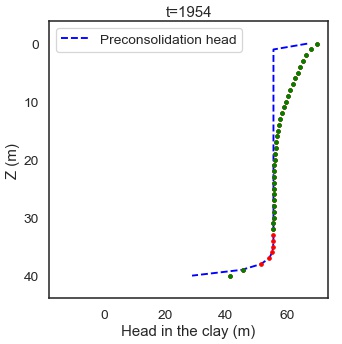 t=1954
Preconsolidation head
Z (m)
0
10
20
30
40
0 20 40 60
Head in the clay (m)